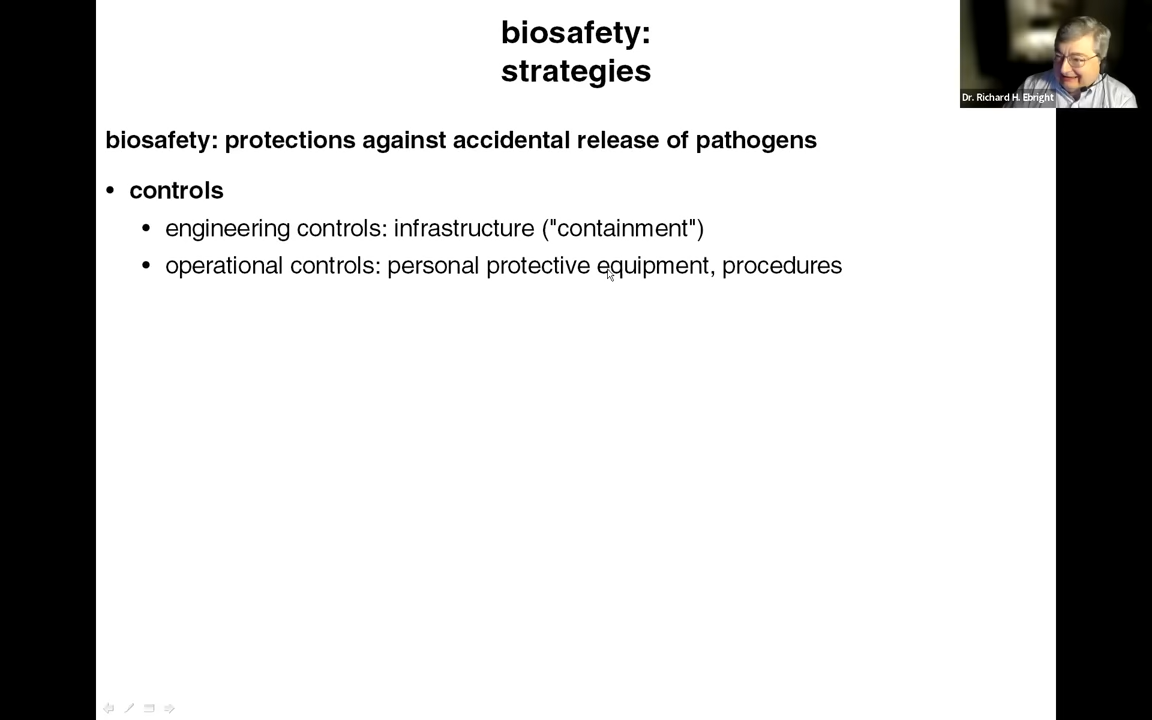 biosafety:
strategies
Dr. Richard H. Ebright
biosafety: protections against accidental release of pathogens
• controls
• engineering controls: infrastructure ("containment")
• operational controls: personal protective equipment, procedures